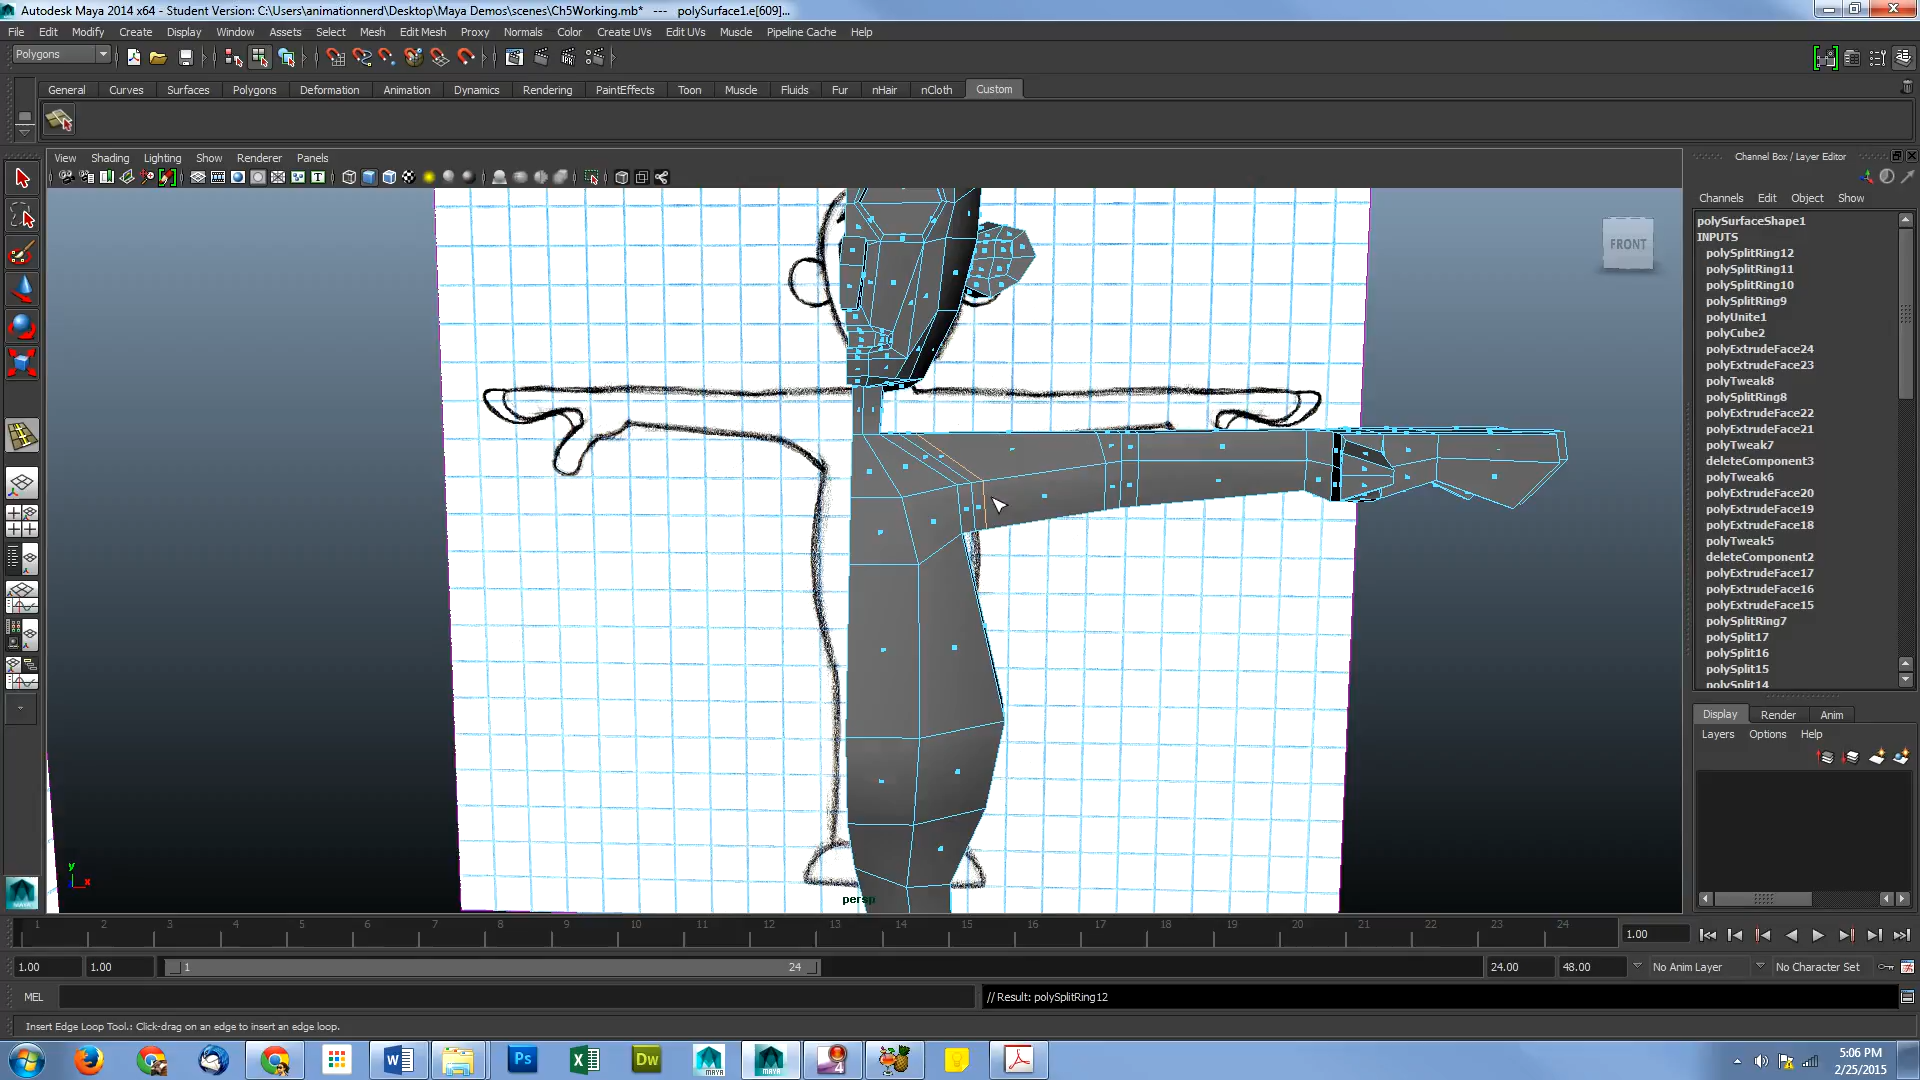 Autodesk Maya 2014 x64 - Student Version: C:\Users\animationnerd\Desktop\Maya Demos\scenes\Ch5Working.mb* --- polySurface1.e[609]...
File Edit Modify Create Display Window Assets Select Mesh Edit Mesh Proxy Normals Color Create UVs Edit UVs Muscle Pipeline Cache Help
Polygons
General Curves Surfaces Polygons Deformation Animation Dynamics Rendering PaintEffects Toon Muscle Fluids Fur nHair nCloth Custom
View Shading Lighting Show Renderer Panels
FRONT
persp
y
x
Channel Box / Layer Editor
Channels Edit Object Show
polySurfaceShape1
INPUTS
polySplitRing12
polySplitRing11
polySplitRing10
polySplitRing9
polyUnite1
polyCube2
polyExtrudeFace24
polyExtrudeFace23
polyTweak8
polySplitRing8
polyExtrudeFace22
polyExtrudeFace21
polyTweak7
deleteComponent3
polyTweak6
polyExtrudeFace20
polyExtrudeFace19
polyExtrudeFace18
polyTweak5
deleteComponent2
polyExtrudeFace17
polyExtrudeFace16
polyExtrudeFace15
polySplitRing7
polySplit17
polySplit16
polySplit15
polySplit14
Display Render Anim
Layers Options Help
1 2 3 4 5 6 7 8 9 10 11 12 13 14 15 16 17 18 19 20 21 22 23 24 1.00
1.00 1.00 1 24 24.00 48.00 No Anim Layer No Character Set
MEL // Result: polySplitRing12
Insert Edge Loop Tool.: Click-drag on an edge to insert an edge loop.
5:06 PM
2/25/2015